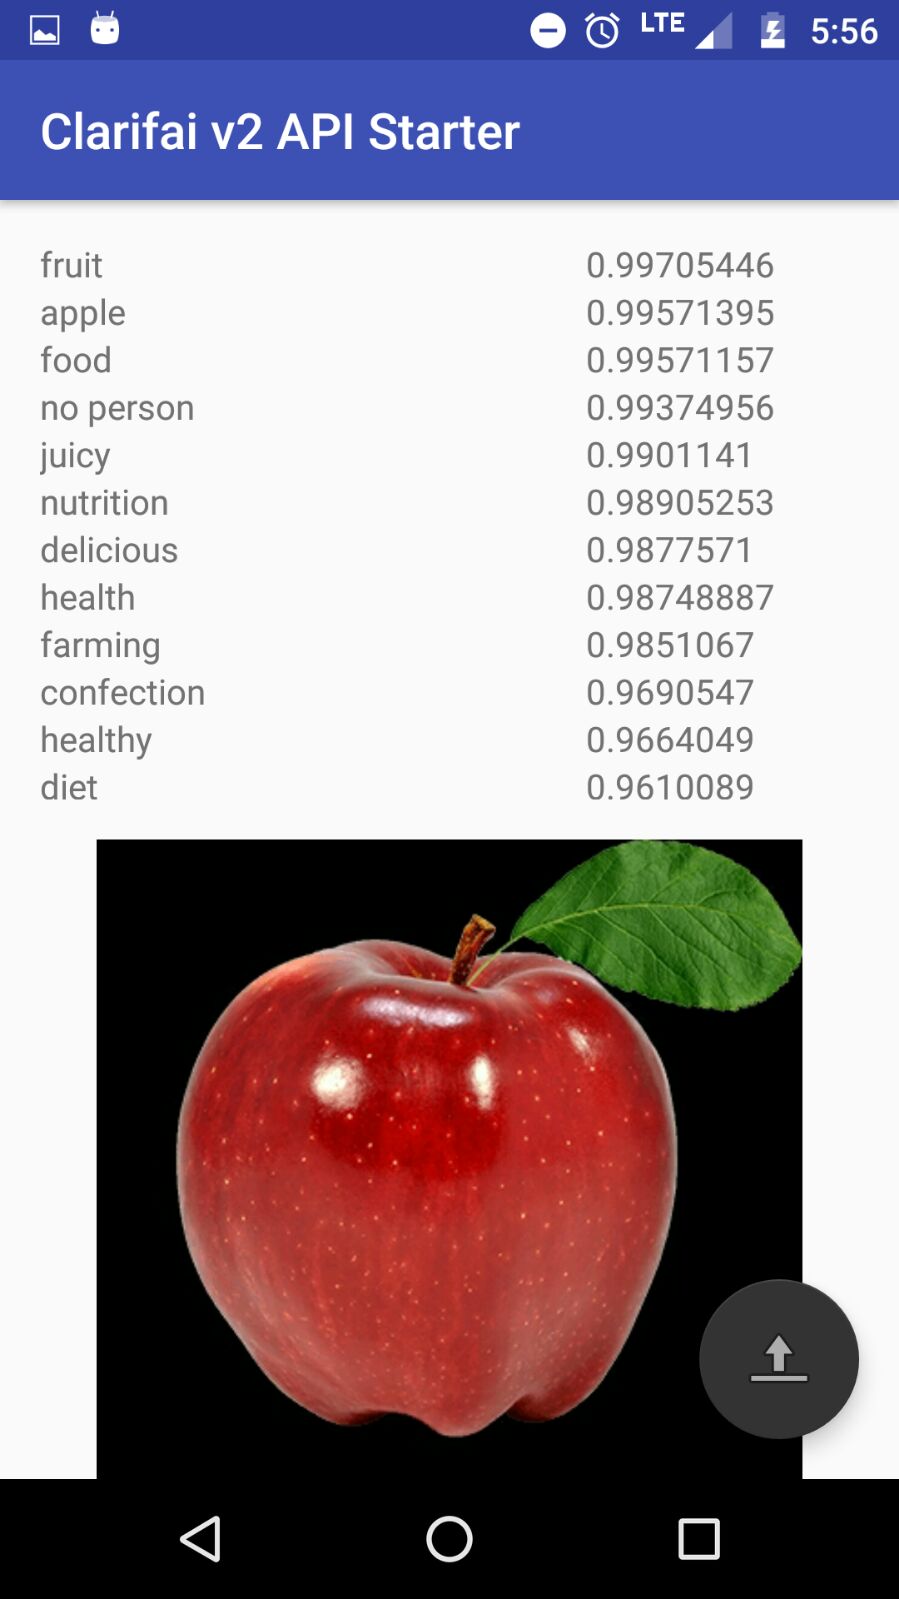 LTE 5:56
Clarifai v2 API Starter
fruit 0.99705446
apple 0.99571395
food 0.99571157
no person 0.99374956
juicy 0.9901141
nutrition 0.98905253
delicious 0.9877571
health 0.98748887
farming 0.9851067
confection 0.9690547
healthy 0.9664049
diet 0.9610089